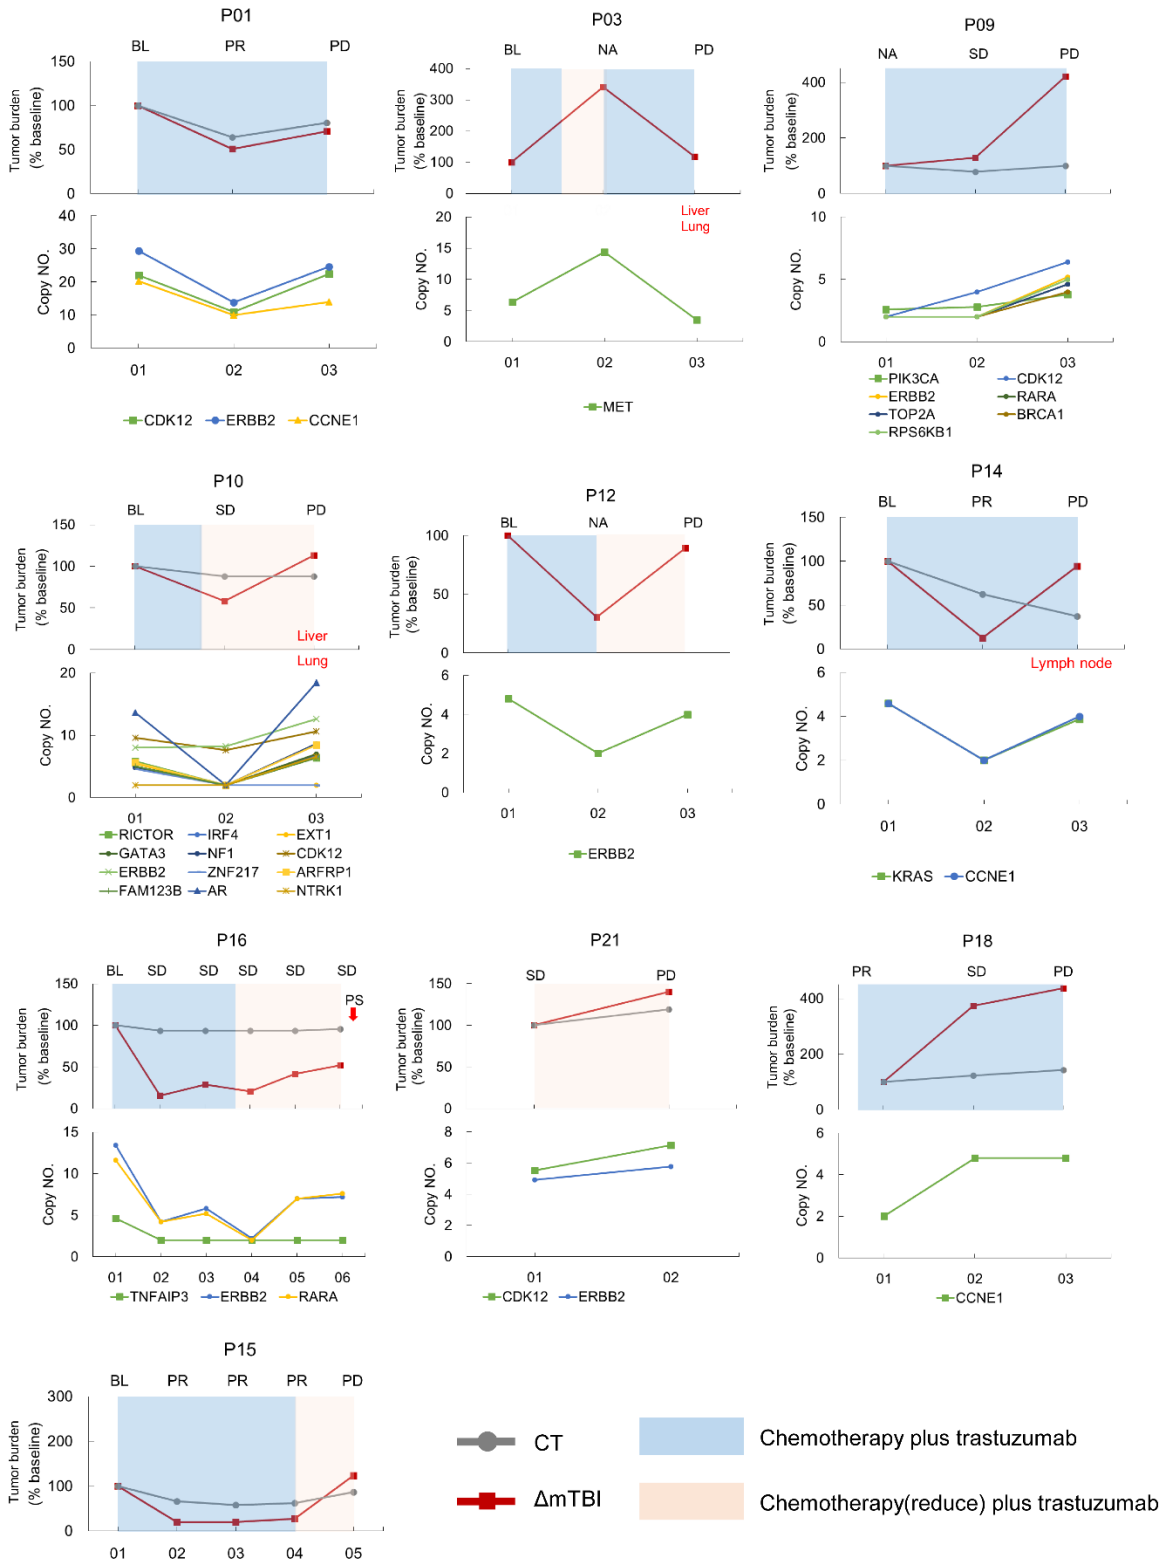 P01
BL PR PD
Tumor burden
(% baseline)
150
100
50
0
Copy NO.
40
30
20
10
0
01 02 03
CDK12 ERBB2 CCNE1
P03
BL NA PD
Tumor burden
(% baseline)
400
300
200
100
0
Liver
Lung
Copy NO.
20
15
10
5
0
01 02 03
MET
P09
NA SD PD
Tumor burden
(% baseline)
400
200
0
Copy NO.
10
5
0
01 02 03
PIK3CA CDK12
ERBB2 RARA
TOP2A BRCA1
RPS6KB1
P10
BL SD PD
Tumor burden
(% baseline)
150
100
50
0
Liver
Lung
Copy NO.
20
10
0
01 02 03
RICTOR IRF4 EXT1
GATA3 NF1 CDK12
ERBB2 ZNF217 ARFRP1
FAM123B AR NTRK1
P12
BL NA PD
Tumor burden
(% baseline)
100
50
0
Copy NO.
6
4
2
0
01 02 03
ERBB2
P14
BL PR PD
Tumor burden
(% baseline)
150
100
50
0
Lymph node
Copy NO.
6
4
2
0
01 02 03
KRAS CCNE1
P16
BL SD SD SD SD SD
PS
Tumor burden
(% baseline)
150
100
50
0
Copy NO.
15
10
5
0
01 02 03 04 05 06
TNFAIP3 ERBB2 RARA
P21
SD PD
Tumor burden
(% baseline)
150
100
50
0
Copy NO.
8
6
4
2
0
01 02
CDK12 ERBB2
P18
PR SD PD
Tumor burden
(% baseline)
400
200
0
Copy NO.
6
4
2
0
01 02 03
CCNE1
P15
BL PR PR PR PD
Tumor burden
(% baseline)
300
200
100
0
01 02 03 04 05
CT
ΔmTBI
Chemotherapy plus trastuzumab
Chemotherapy(reduce) plus trastuzumab